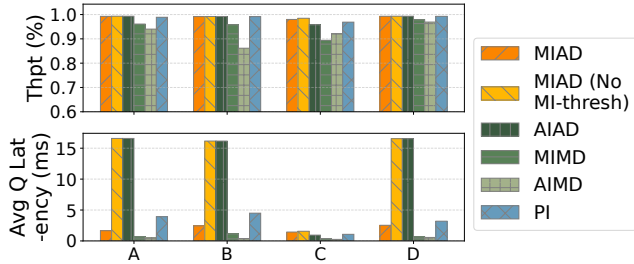 Thpt (%)
1.0
0.9
0.8
0.7
0.6
Avg Q Lat
-ency (ms)
15
10
5
0
A
B
C
D
MIAD
MIAD (No
MI-thresh)
AIAD
MIMD
AIMD
PI